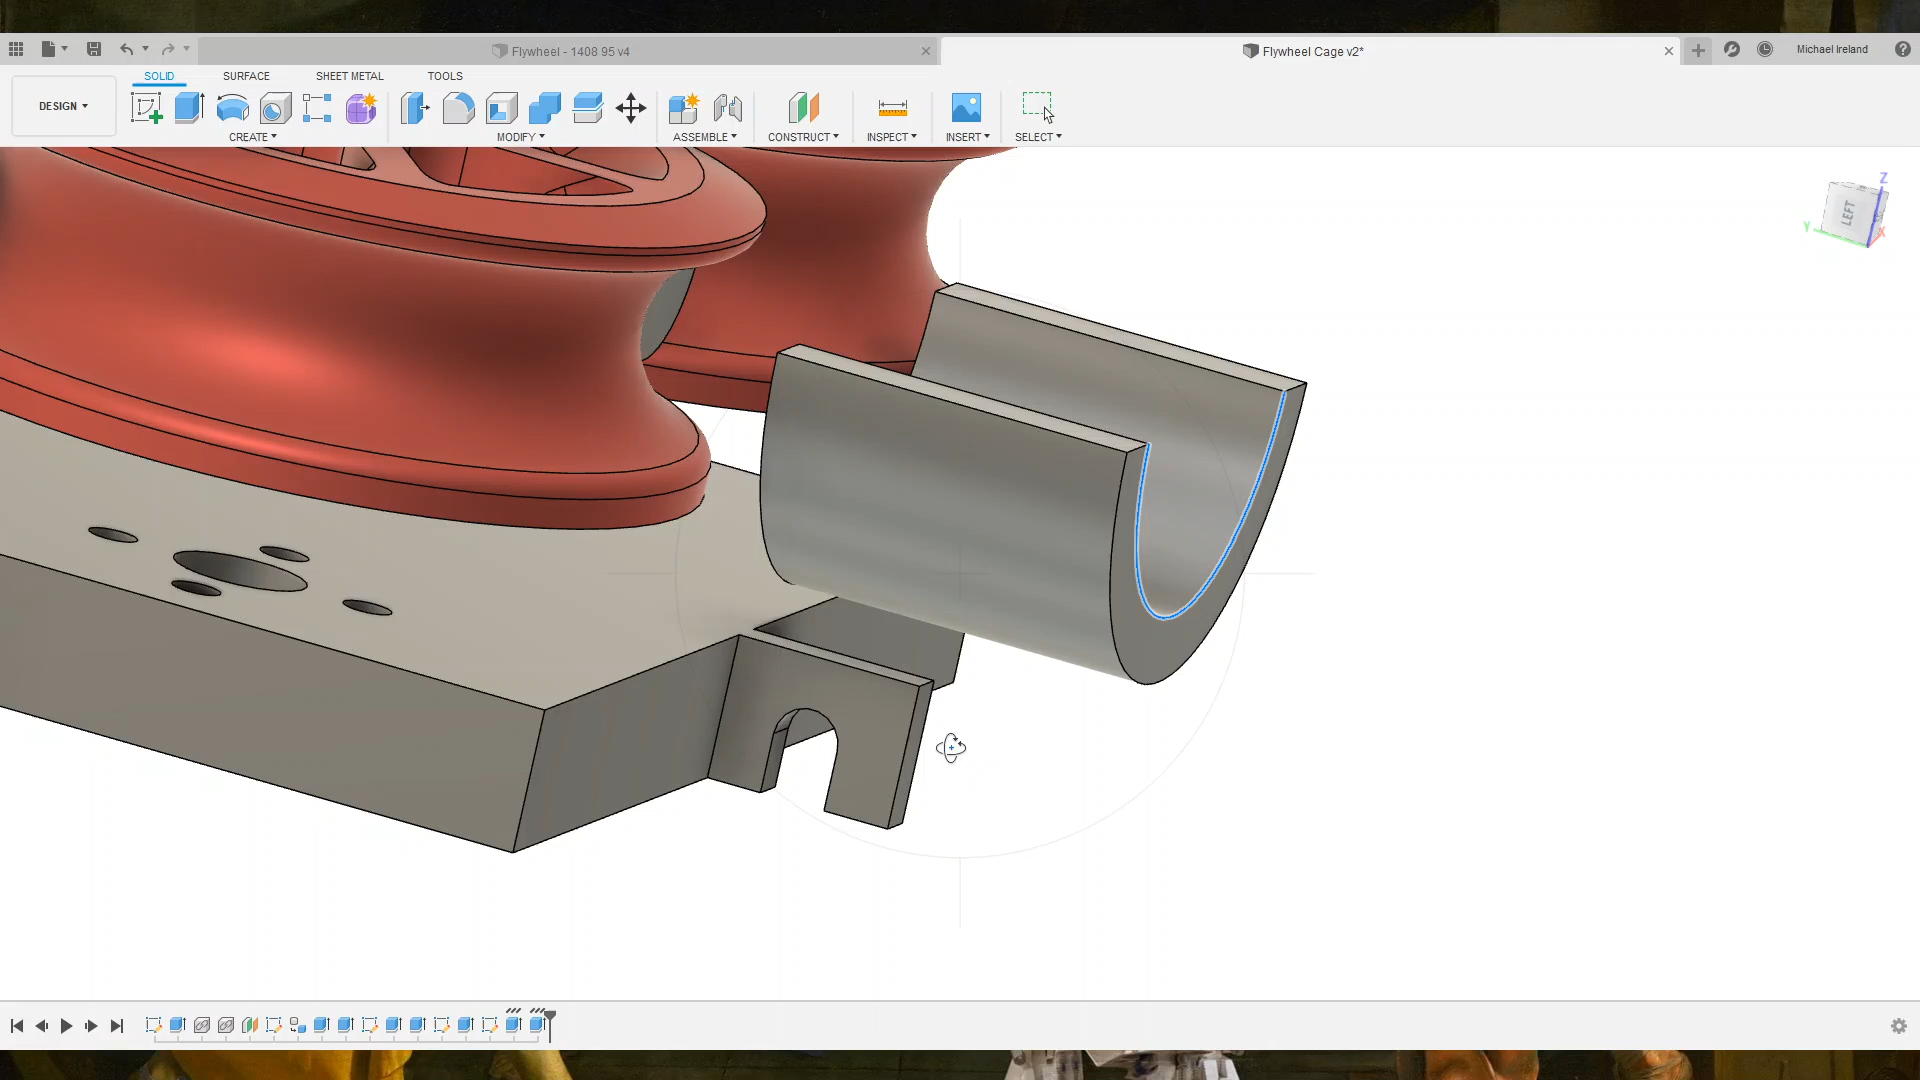 Flywheel - 1408 95 v4
Flywheel Cage v2*
Michael Ireland
SOLID
SURFACE
SHEET METAL
TOOLS
DESIGN
CREATE
MODIFY
ASSEMBLE
CONSTRUCT
INSPECT
INSERT
SELECT
Z
LEFT
Y
X